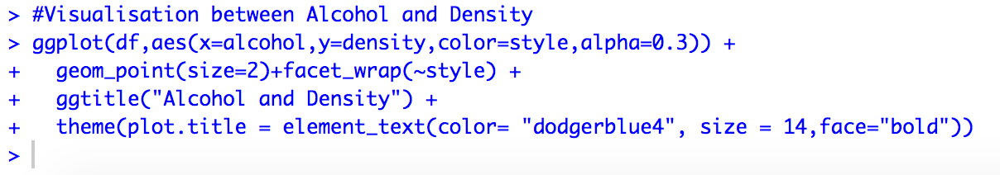 > #Visualisation between Alcohol and Density
> ggplot(df,aes(x=alcohol,y=density,color=style,alpha=0.3)) +
+   geom_point(size=2)+facet_wrap(~style) +
+   ggtitle("Alcohol and Density") +
+   theme(plot.title = element_text(color= "dodgerblue4", size = 14,face="bold"))
>